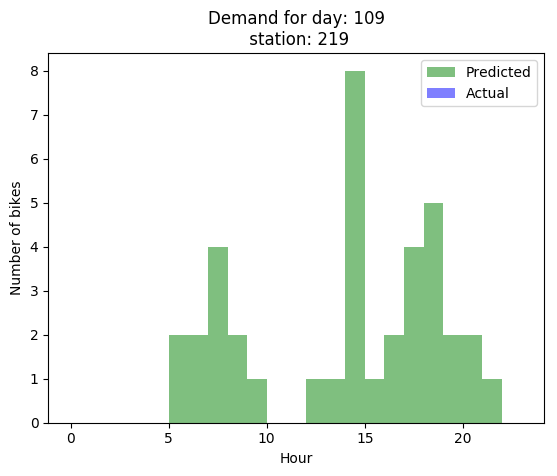 Demand for day: 109
station: 219
Predicted
Actual
Number of bikes
8
7
6
5
4
3
2
1
0
0 5 10 15 20
Hour